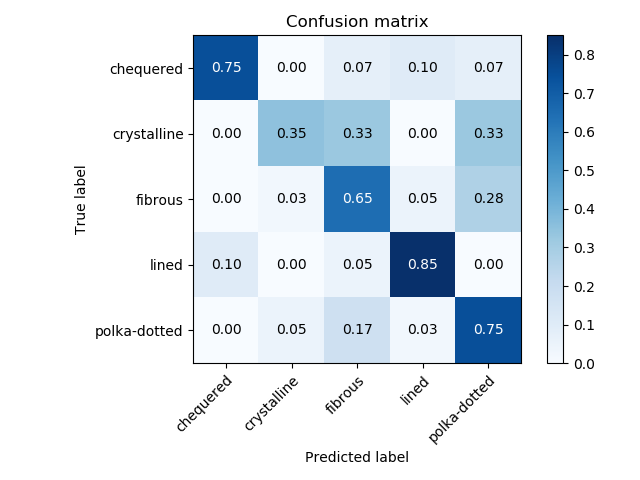 Confusion matrix
chequered 0.75 0.00 0.07 0.10 0.07
crystalline 0.00 0.35 0.33 0.00 0.33
fibrous 0.00 0.03 0.65 0.05 0.28
lined 0.10 0.00 0.05 0.85 0.00
polka-dotted 0.00 0.05 0.17 0.03 0.75
True label
chequered crystalline fibrous lined polka-dotted
Predicted label
0.8
0.7
0.6
0.5
0.4
0.3
0.2
0.1
0.0